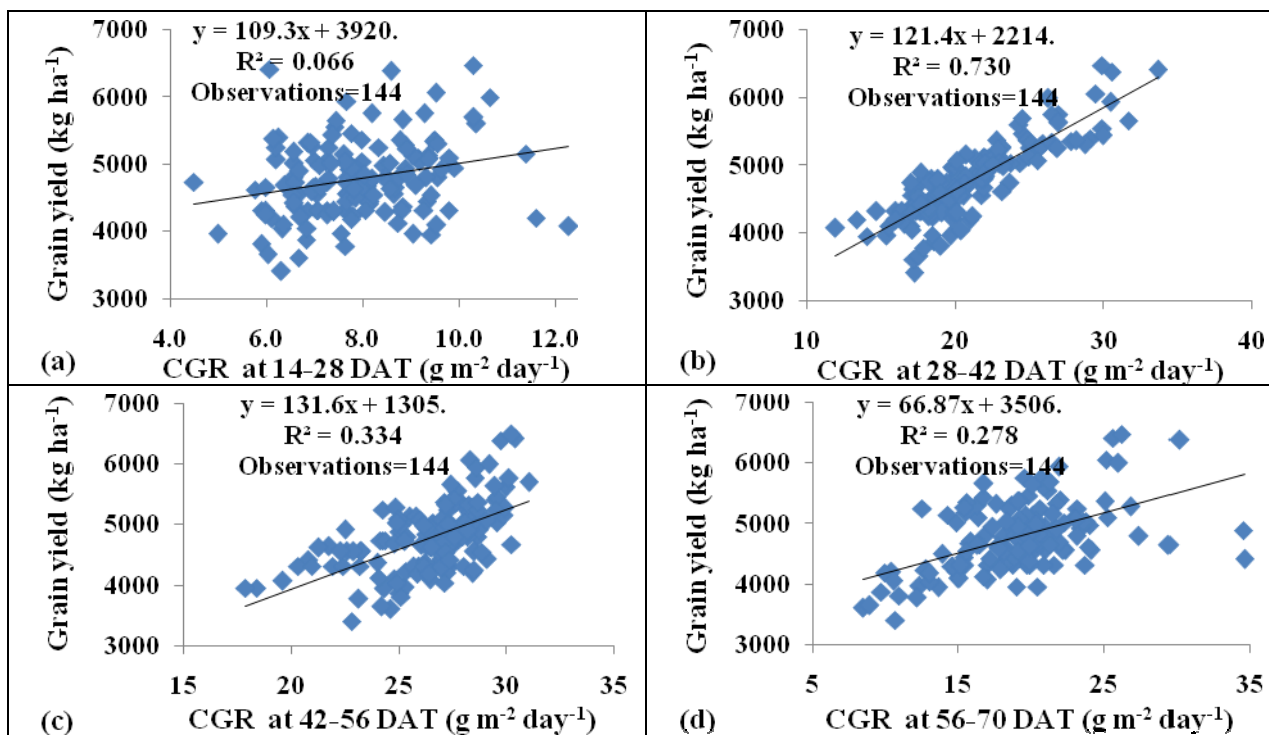 y = 109.3x + 3920.
R² = 0.066
Observations=144
Grain yield (kg ha⁻¹)
7000
6000
5000
4000
3000
4.0 6.0 8.0 10.0 12.0
(a) CGR at 14-28 DAT (g m⁻² day⁻¹)
y = 121.4x + 2214.
R² = 0.730
Observations=144
Grain yield (kg ha⁻¹)
7000
6000
5000
4000
3000
10 20 30 40
(b) CGR at 28-42 DAT (g m⁻² day⁻¹)
y = 131.6x + 1305.
R² = 0.334
Observations=144
Grain yield (kg ha⁻¹)
7000
6000
5000
4000
3000
15 20 25 30 35
(c) CGR at 42-56 DAT (g m⁻² day⁻¹)
y = 66.87x + 3506.
R² = 0.278
Observations=144
Grain yield (kg ha⁻¹)
7000
6000
5000
4000
3000
5 15 25 35
(d) CGR at 56-70 DAT (g m⁻² day⁻¹)